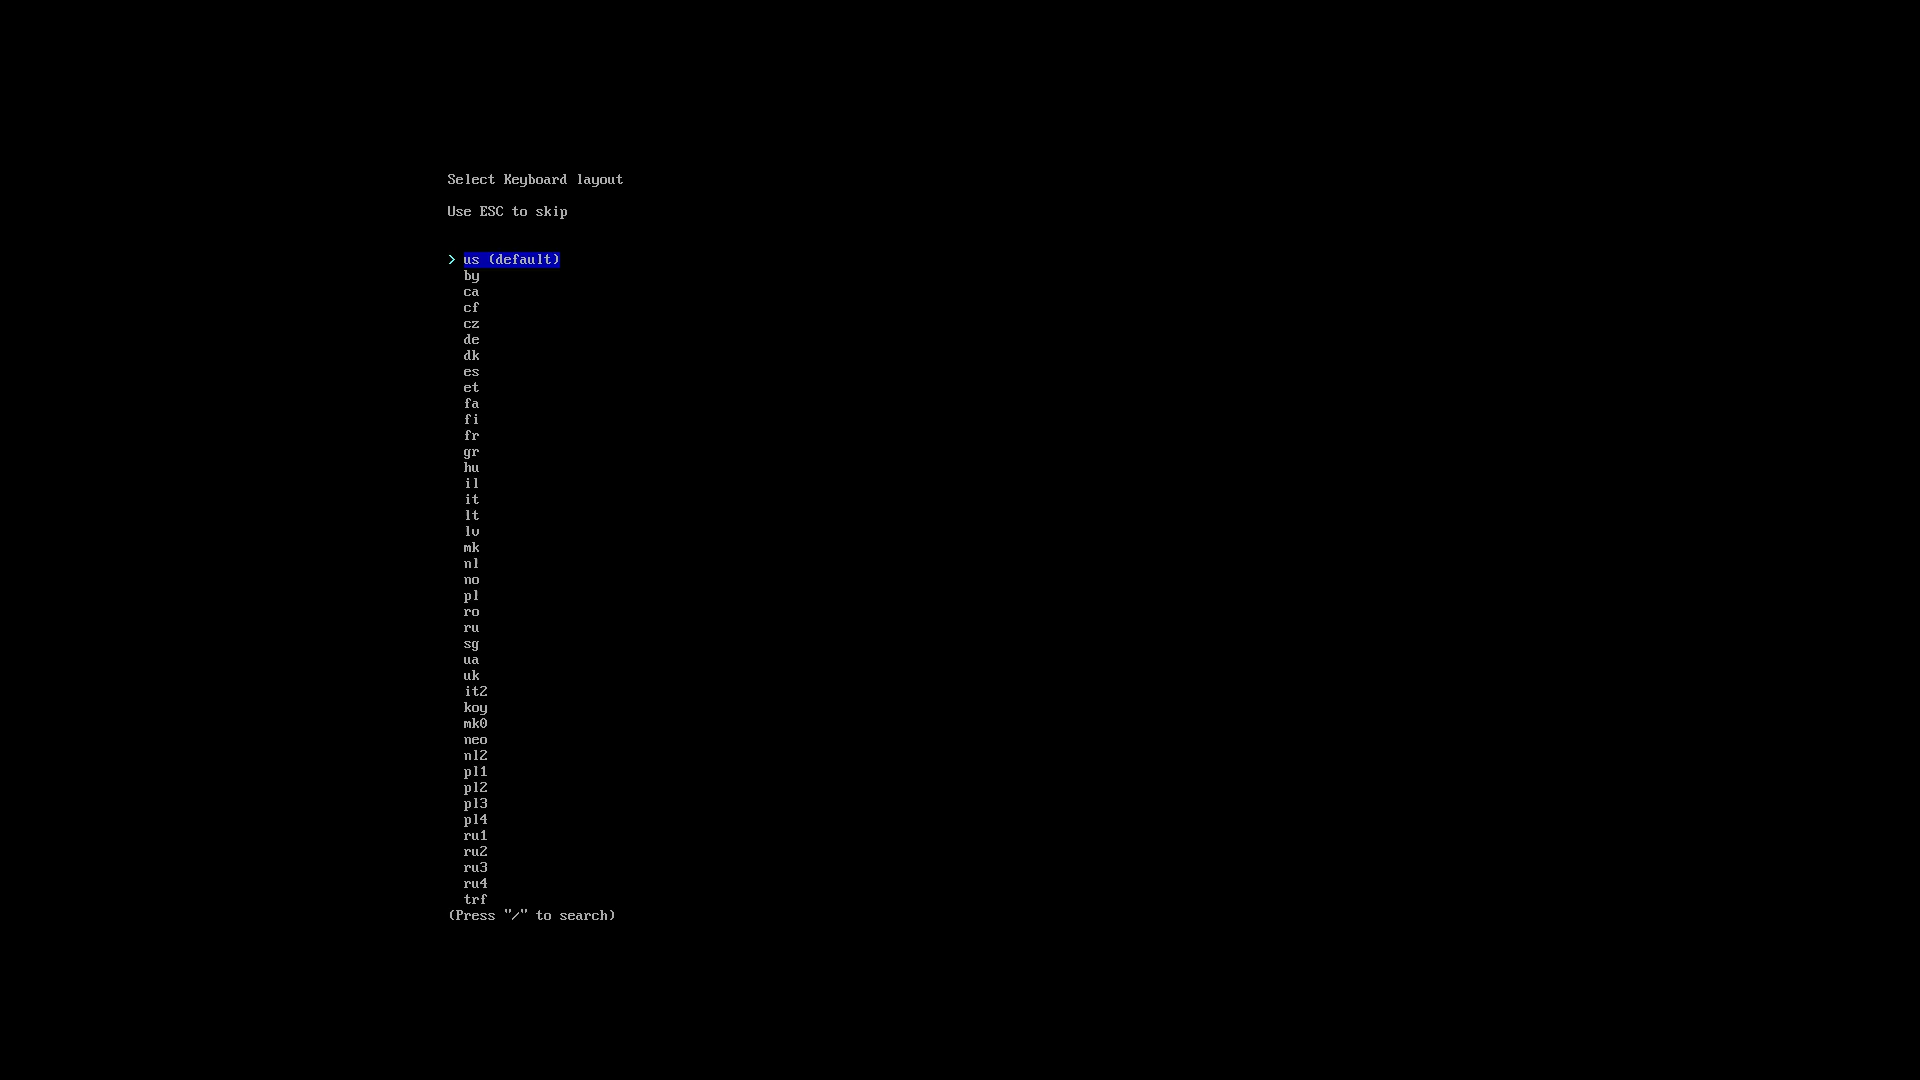 Select Keyboard layout
Use ESC to skip
> us (default)
by
ca
cf
cz
de
dk
es
et
fa
fi
fr
gr
hu
il
it
lt
lv
mk
nl
no
pl
ro
ru
sg
ua
uk
it2
koy
mk0
neo
nl2
pl1
pl2
pl3
pl4
ru1
ru2
ru3
ru4
trf
(Press "/" to search)